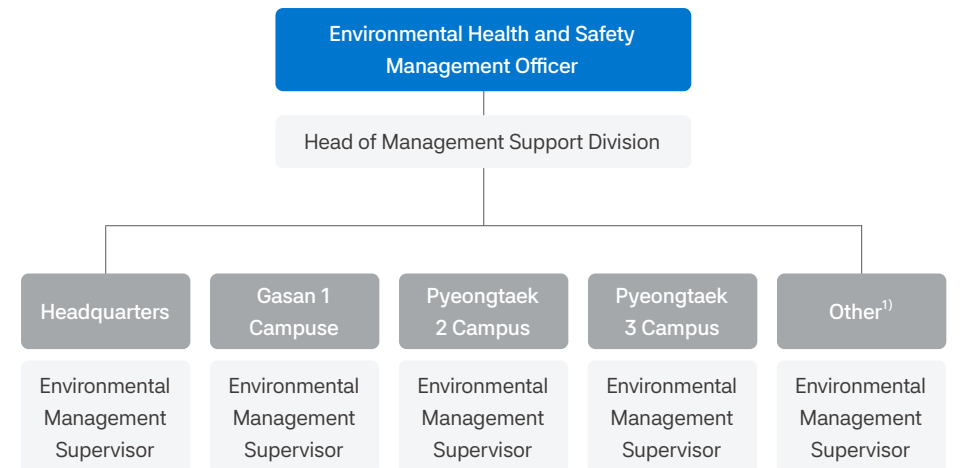 Environmental Health and Safety
Management Officer
Head of Management Support Division
Headquarters
Gasan 1
Campuse
Pyeongtaek
2 Campus
Pyeongtaek
3 Campus
Other1)
Environmental
Management
Supervisor
Environmental
Management
Supervisor
Environmental
Management
Supervisor
Environmental
Management
Supervisor
Environmental
Management
Supervisor